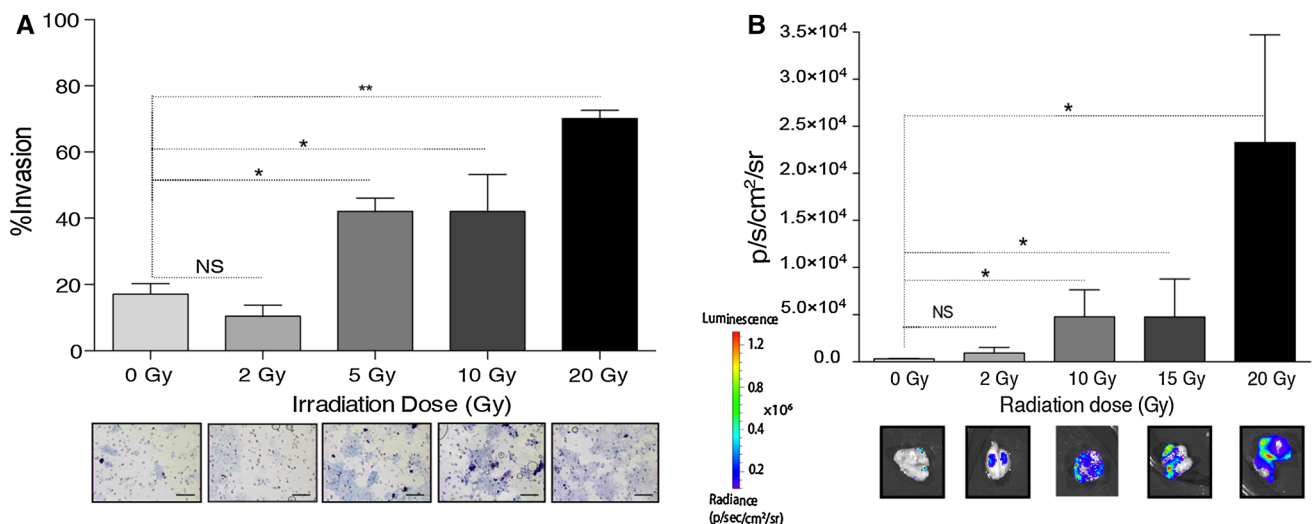 A
100
80
60
40
20
0
%Invasion
**
*
*
NS
0 Gy 2 Gy 5 Gy 10 Gy 20 Gy
Irradiation Dose (Gy)
B
3.5×10⁴
3.0×10⁴
2.5×10⁴
2.0×10⁴
1.5×10⁴
1.0×10⁴
5.0×10⁴
0.0
p/s/cm²/sr
*
*
*
NS
0 Gy 2 Gy 10 Gy 15 Gy 20 Gy
Radiation dose (Gy)
Luminescence
1.2
0.8
×10⁶
0.4
0.2
Radiance
(p/sec/cm²/sr)